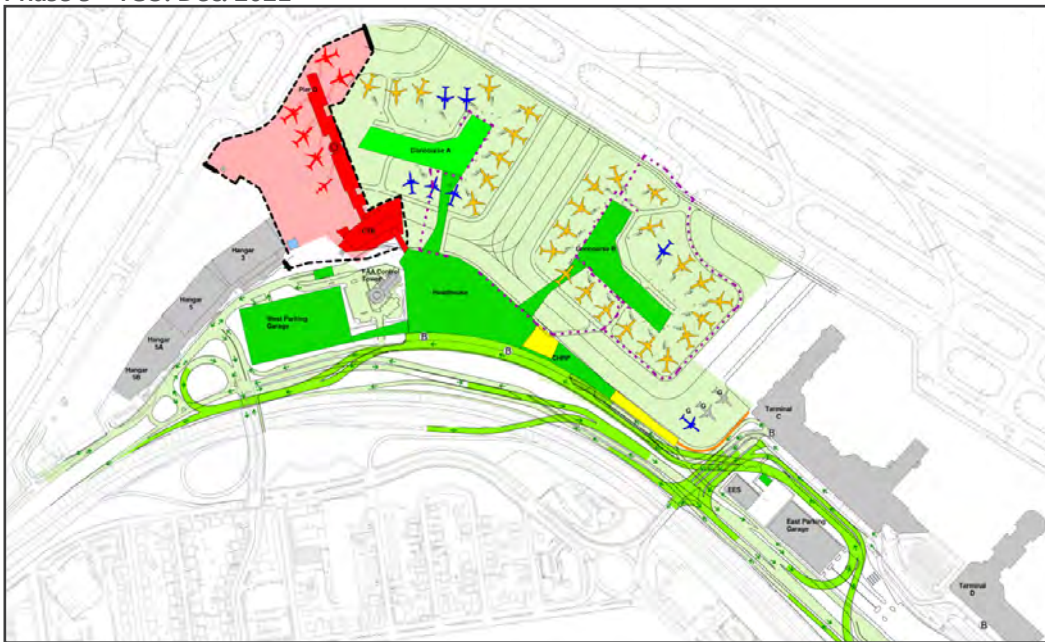 Pier D
Concourse A
CTB
Hangar
3
FAA Control
Tower
Headhouse
Concourse B
Hangar
5
West Parking
Garage
Hangar
5A
Hangar
5B
B
B
CHRP
G
G
G
Terminal
C
B
EES
East Parking
Garage
Terminal
D
B